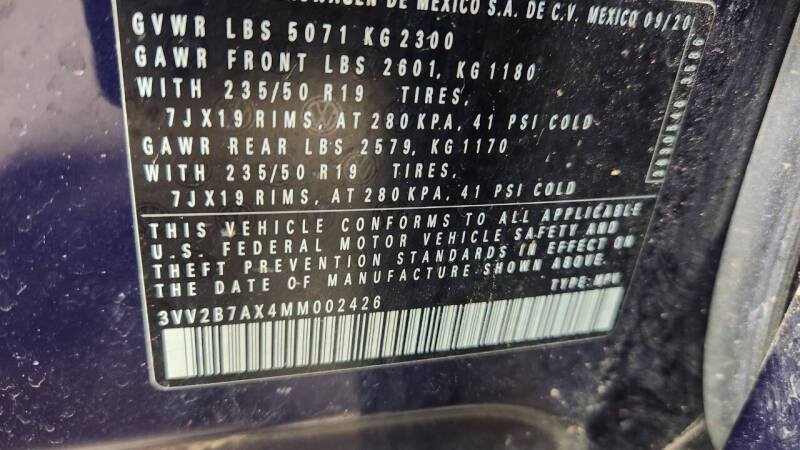 DE MEXICO S.A. DE C.V. MEXICO 09/20
GVWR LBS 5071 KG 2300
GAWR FRONT LBS 2601, KG 1180
WITH 235/50 R19 TIRES,
7JX19 RIMS, AT 280 KPA, 41 PSI COLD
GAWR REAR LBS 2579, KG 1170
WITH 235/50 R19 TIRES,
7JX19 RIMS, AT 280 KPA, 41 PSI COLD
THIS VEHICLE CONFORMS TO ALL APPLICABLE
U.S. FEDERAL MOTOR VEHICLE SAFETY AND
THEFT PREVENTION STANDARDS IN EFFECT ON
THE DATE OF MANUFACTURE SHOWN ABOVE.
TYPE: MPV
3VV2B7AX4MM002426